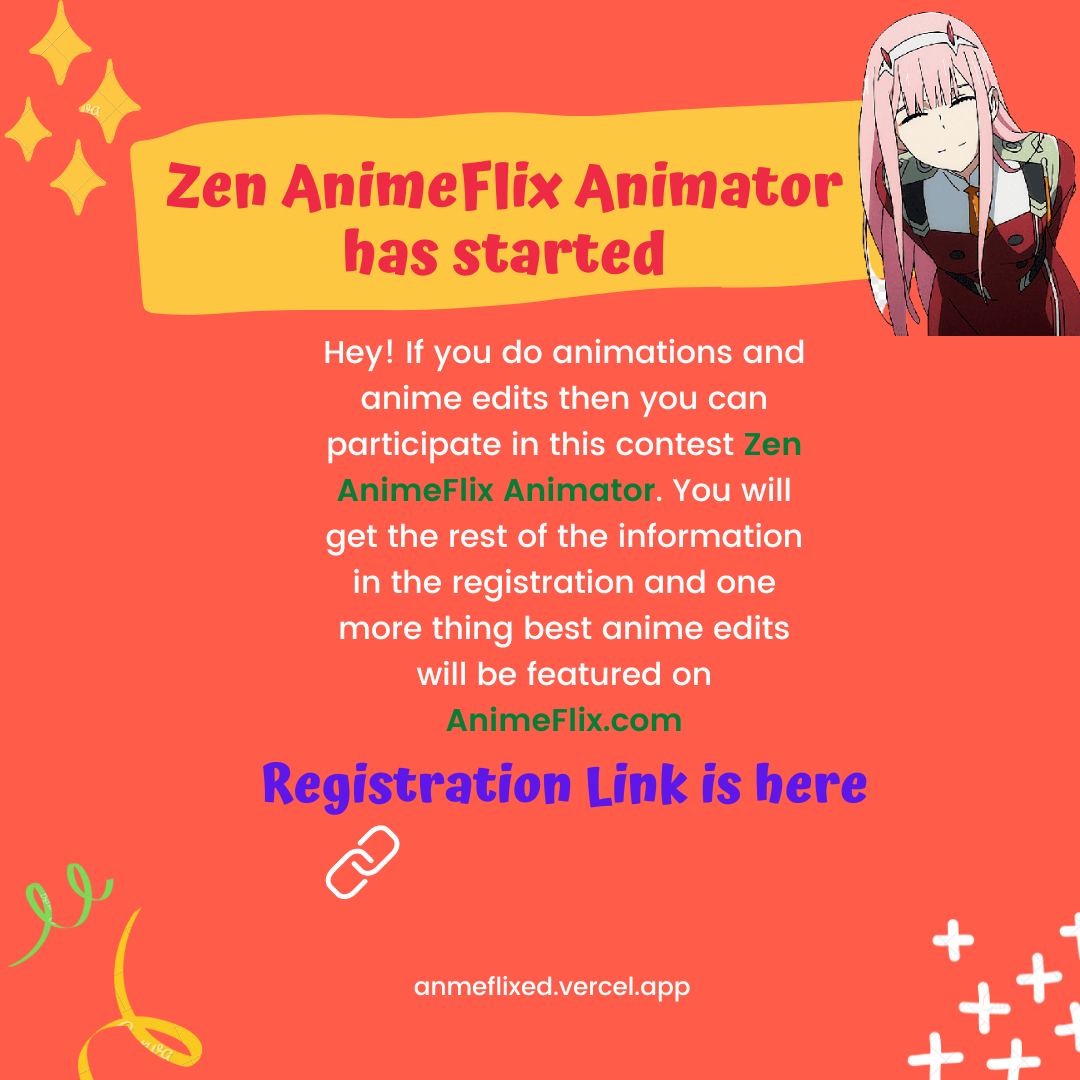 Zen AnimeFlix Animator
has started
Hey! If you do animations and
anime edits then you can
participate in this contest Zen
AnimeFlix Animator. You will
get the rest of the information
in the registration and one
more thing best anime edits
will be featured on
AnimeFlix.com
Registration Link is here
anmeflixed.vercel.app